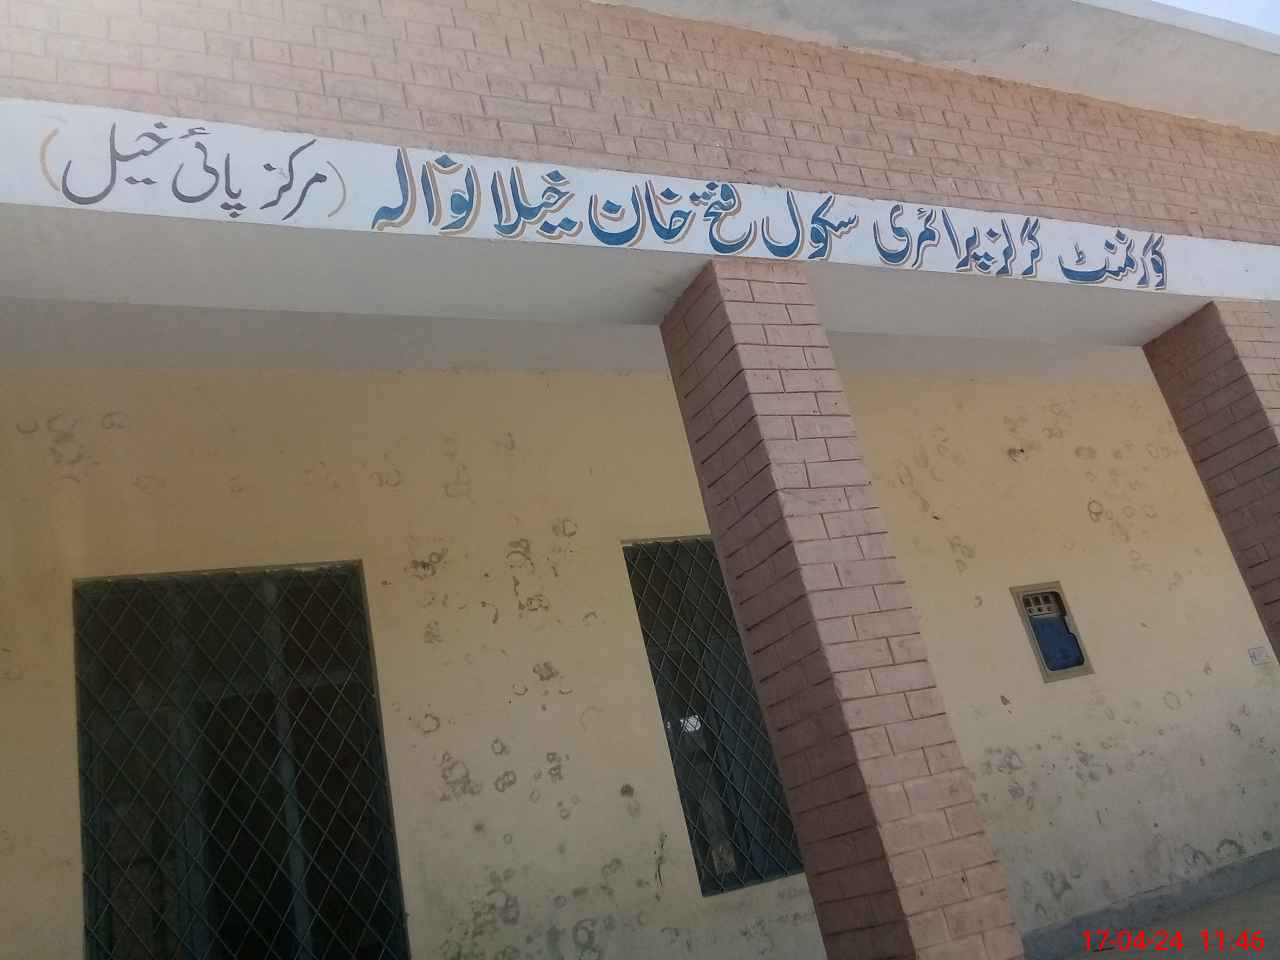 گورنمنٹ گرلز پرائمری سکول فتح خان خیلانوالہ (مرکز پائی خیل)
17-04-24 11:46